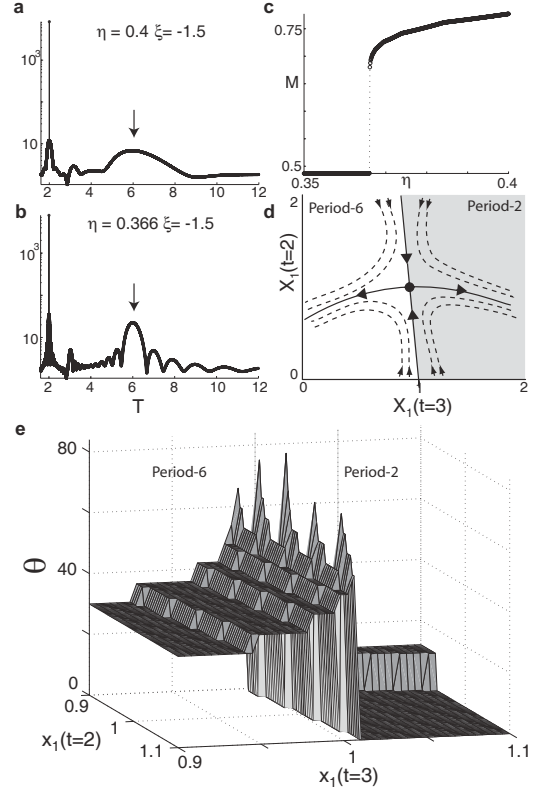 a
η = 0.4 ξ= -1.5
10³
10
2 4 6 8 10 12
b
η = 0.366 ξ= -1.5
10³
10
2 4 6 8 10 12
T
c
0.75
M
0.5
0.35 η 0.4
d
2
Period-6 Period-2
X₁(t=2)
0
0 2
X₁(t=3)
e
80
Period-6 Period-2
Θ
40
0
0.9
1
1.1
x₁(t=2)
0.9
1
1.1
x₁(t=3)